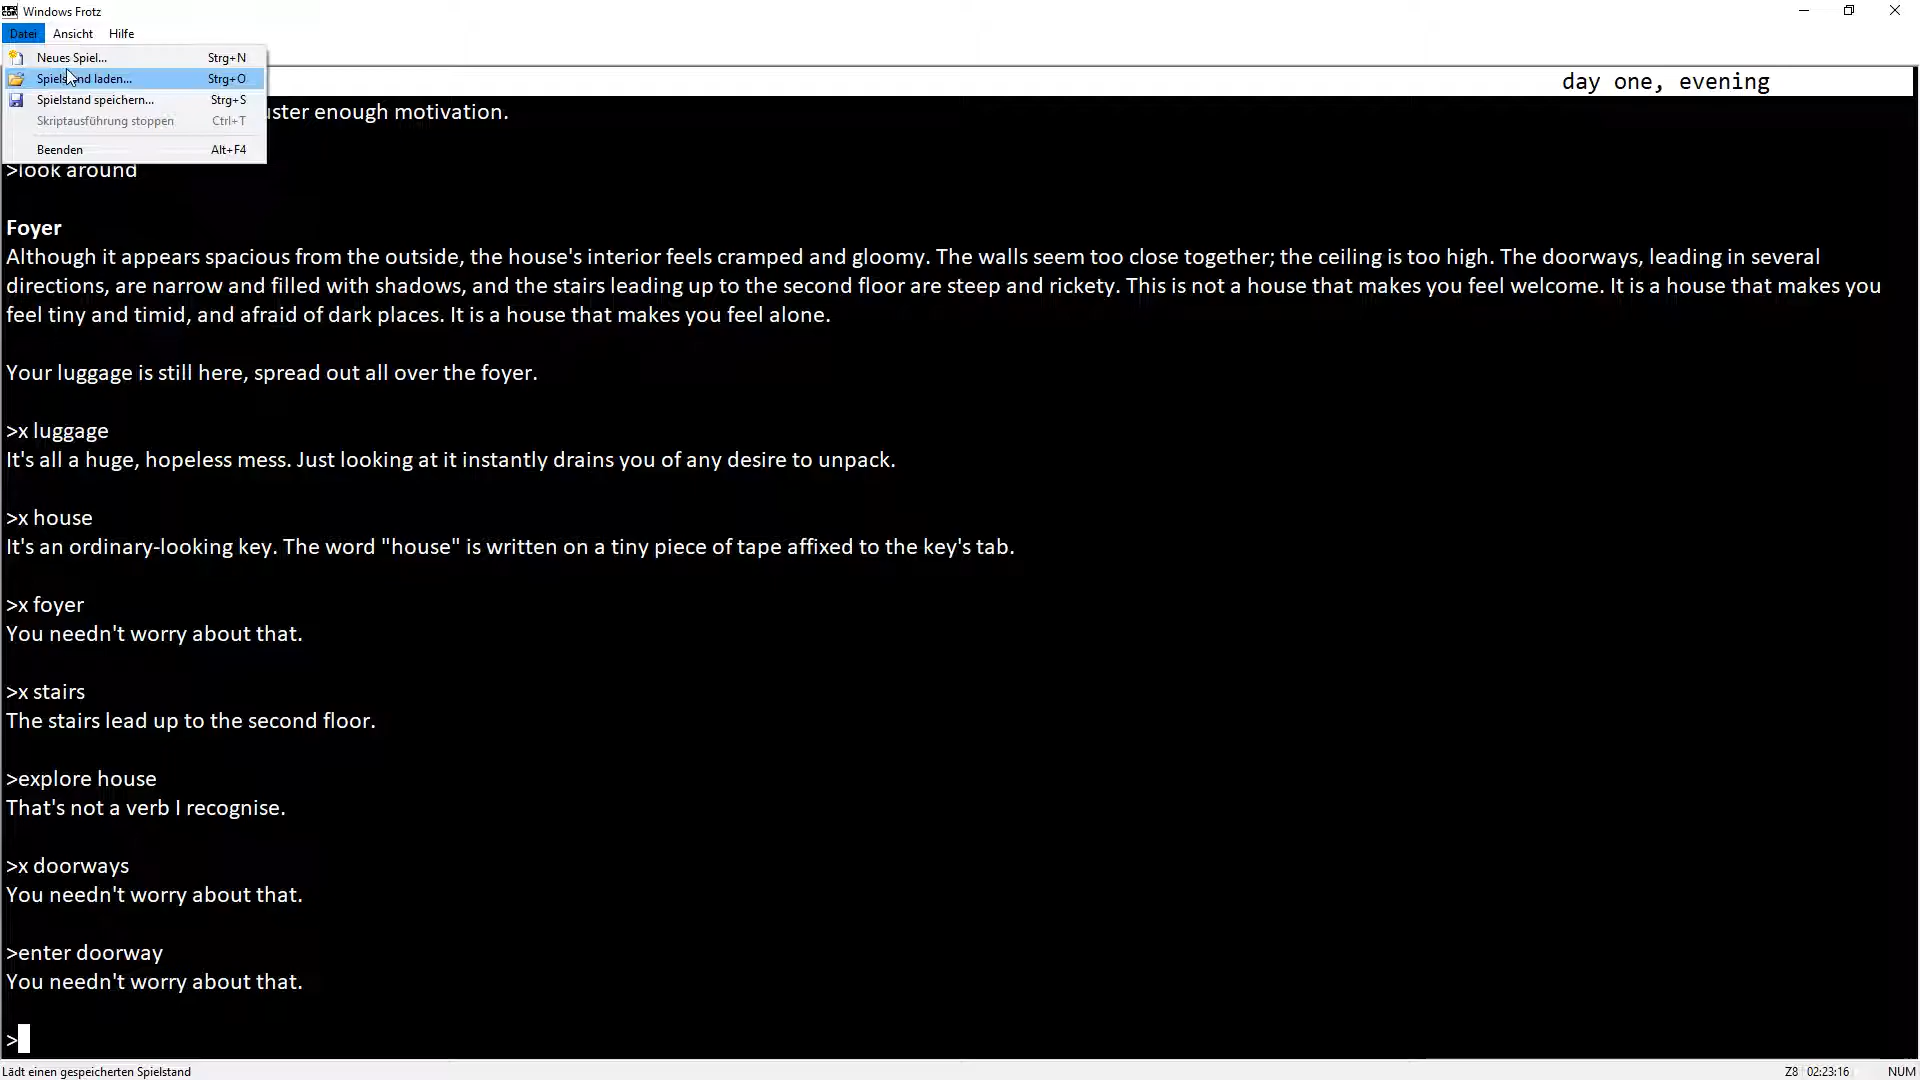 Windows Frotz
Datei Ansicht Hilfe
Neues Spiel... Strg+N
Spielstand laden... Strg+O
Spielstand speichern... Strg+S
Skriptausführung stoppen Ctrl+T
Beenden Alt+F4
day one, evening
enough motivation.
>look around
Foyer
Although it appears spacious from the outside, the house's interior feels cramped and gloomy. The walls seem too close together; the ceiling is too high. The doorways, leading in several
directions, are narrow and filled with shadows, and the stairs leading up to the second floor are steep and rickety. This is not a house that makes you feel welcome. It is a house that makes you
feel tiny and timid, and afraid of dark places. It is a house that makes you feel alone.
Your luggage is still here, spread out all over the foyer.
>x luggage
It's all a huge, hopeless mess. Just looking at it instantly drains you of any desire to unpack.
>x house
It's an ordinary-looking key. The word "house" is written on a tiny piece of tape affixed to the key's tab.
>x foyer
You needn't worry about that.
>x stairs
The stairs lead up to the second floor.
>explore house
That's not a verb I recognise.
>x doorways
You needn't worry about that.
>enter doorway
You needn't worry about that.
>
Lädt einen gespeicherten Spielstand Z8 02:23:16 NUM